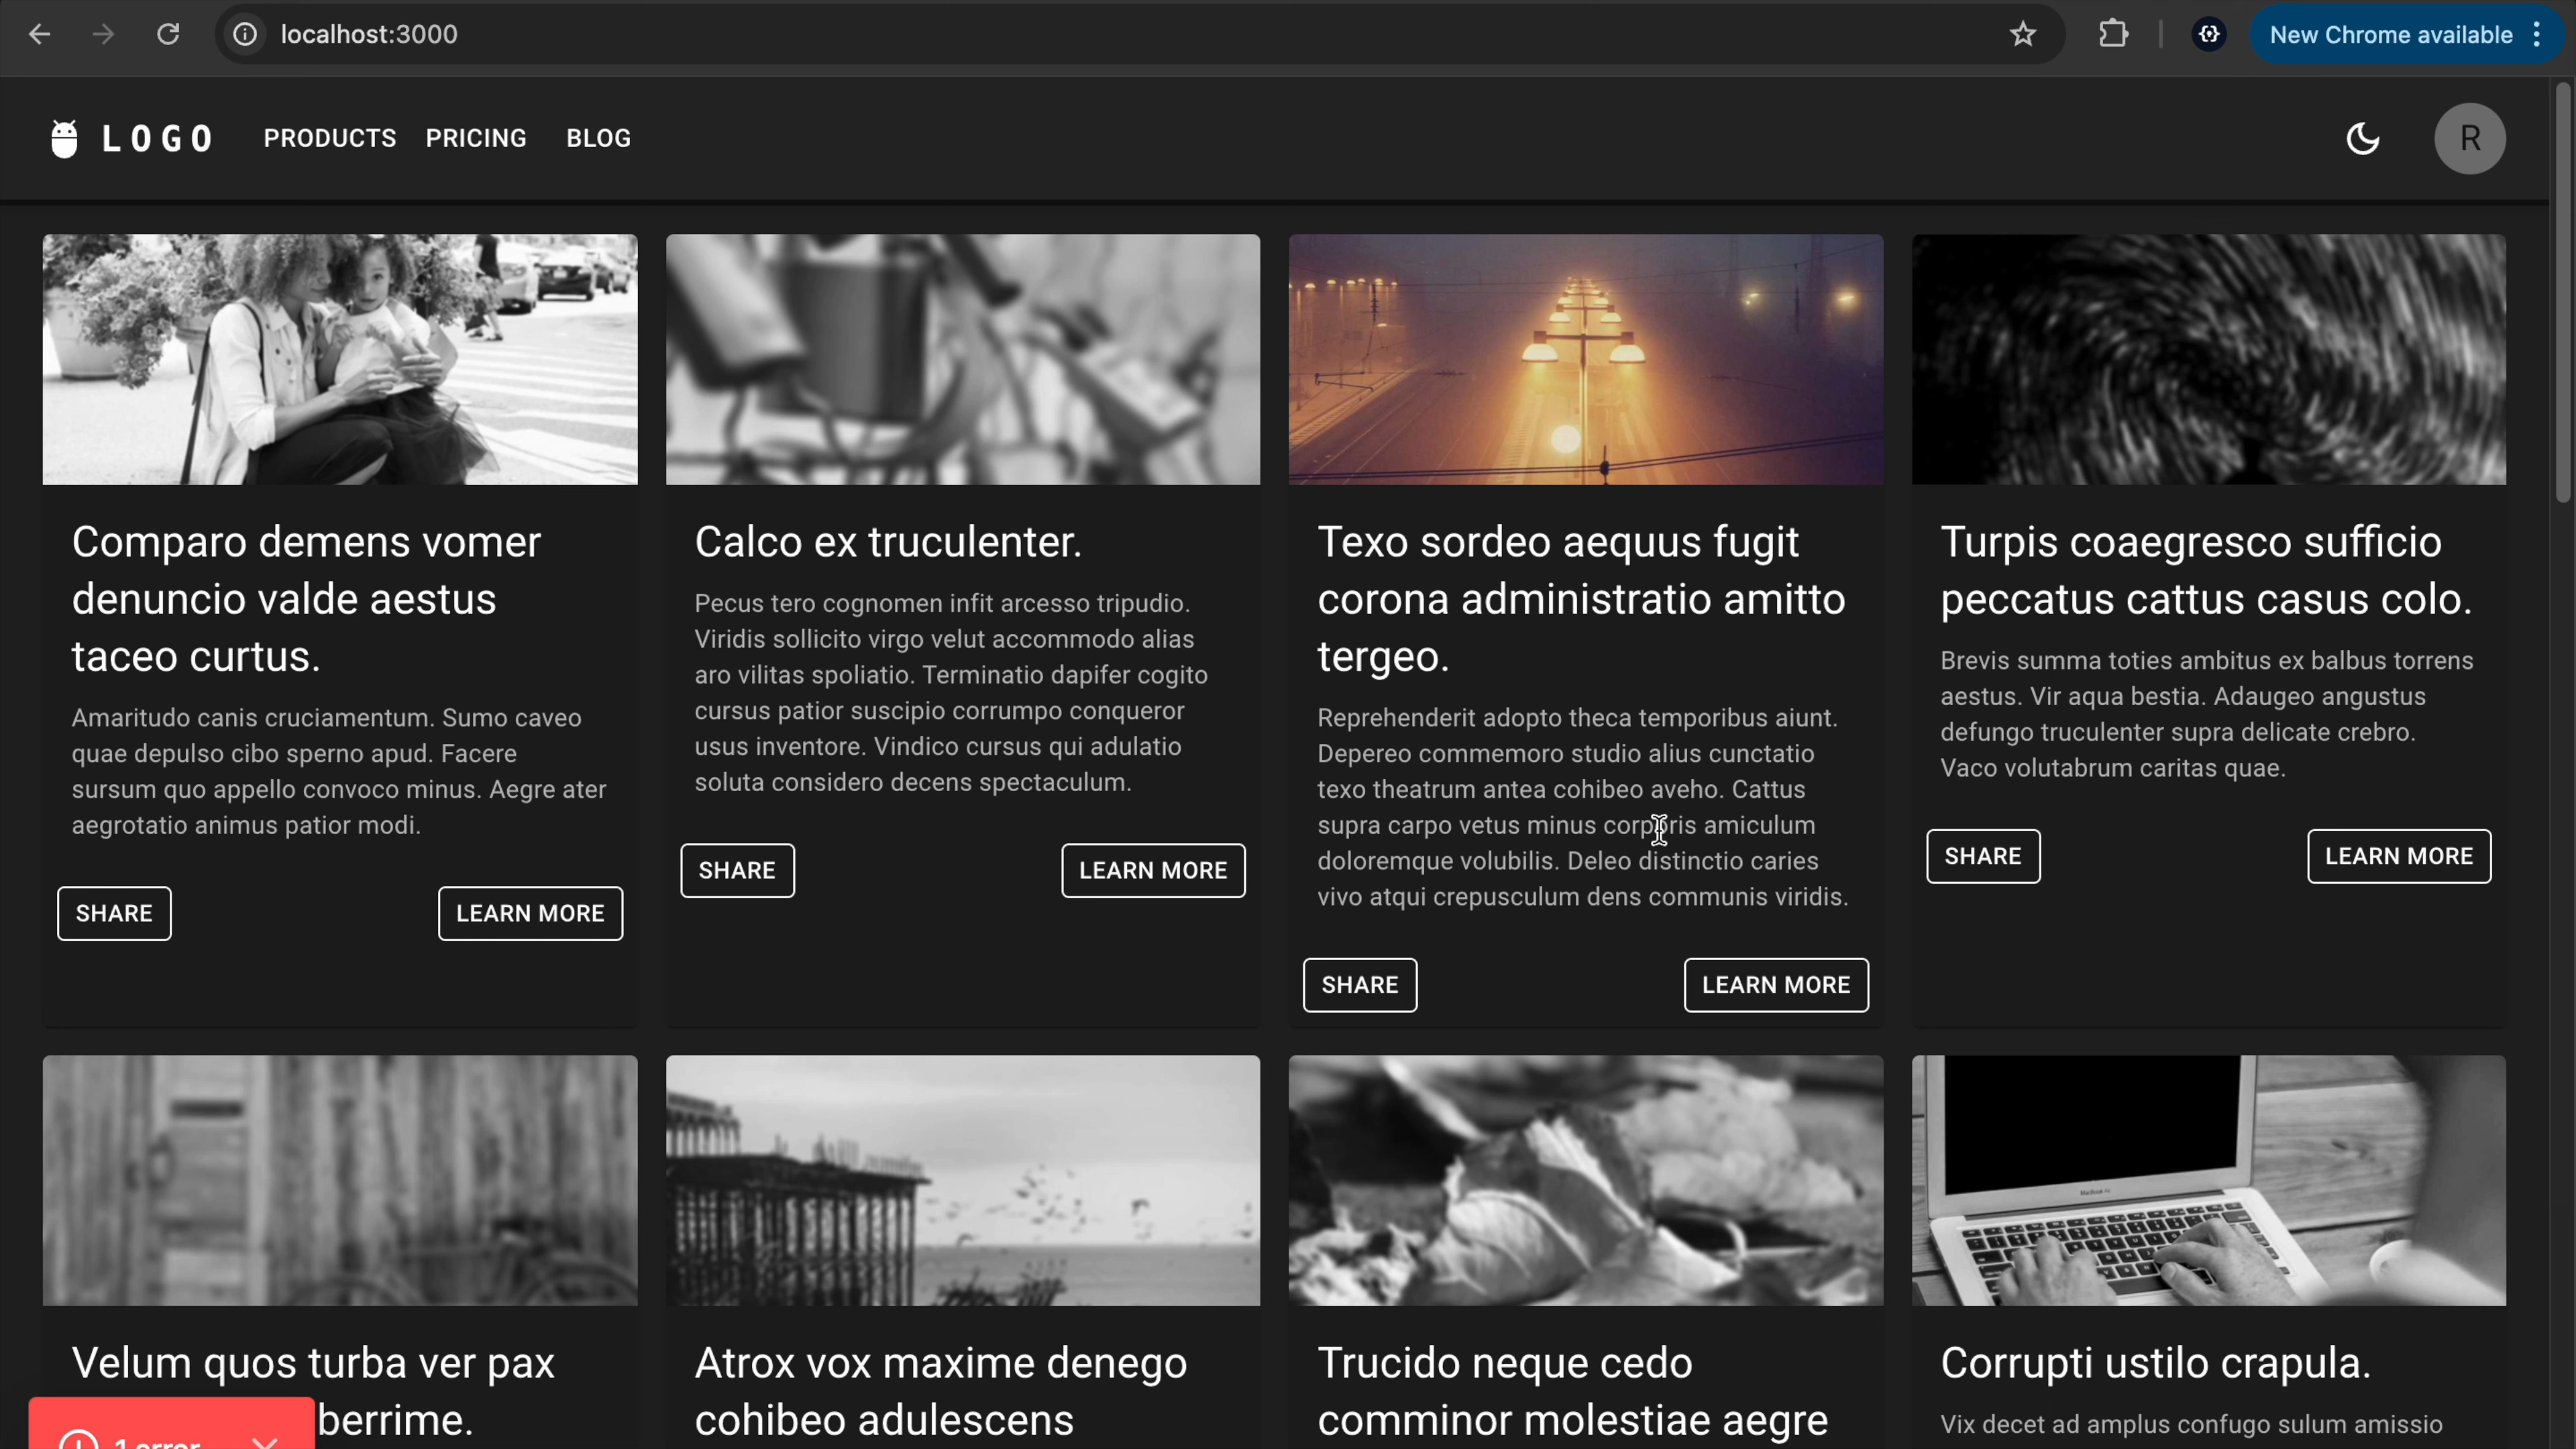 localhost:3000
New Chrome available
LOGO
PRODUCTS
PRICING
BLOG
R
Comparo demens vomer
denuncio valde aestus
taceo curtus.
Amaritudo canis cruciamentum. Sumo caveo
quae depulso cibo sperno apud. Facere
sursum quo appello convoco minus. Aegre ater
aegrotatio animus patior modi.
SHARE
LEARN MORE
Calco ex truculenter.
Pecus tero cognomen infit arcesso tripudio.
Viridis sollicito virgo velut accommodo alias
aro vilitas spoliatio. Terminatio dapifer cogito
cursus patior suscipio corrumpo conqueror
usus inventore. Vindico cursus qui adulatio
soluta considero decens spectaculum.
SHARE
LEARN MORE
Texo sordeo aequus fugit
corona administratio amitto
tergeo.
Reprehenderit adopto theca temporibus aiunt.
Depereo commemoro studio alius cunctatio
texo theatrum antea cohibeo aveho. Cattus
supra carpo vetus minus corporis amiculum
doloremque volubilis. Deleo distinctio caries
vivo atqui crepusculum dens communis viridis.
SHARE
LEARN MORE
Turpis coaegresco sufficio
peccatus cattus casus colo.
Brevis summa toties ambitus ex balbus torrens
aestus. Vir aqua bestia. Adaugeo angustus
defungo truculenter supra delicate crebro.
Vaco volutabrum caritas quae.
SHARE
LEARN MORE
Velum quos turba ver pax
berrime.
Atrox vox maxime denego
cohibeo adulescens
Trucido neque cedo
comminor molestiae aegre
Corrupti ustilo crapula.
Vix decet ad amplus confugo sulum amissio
1 error